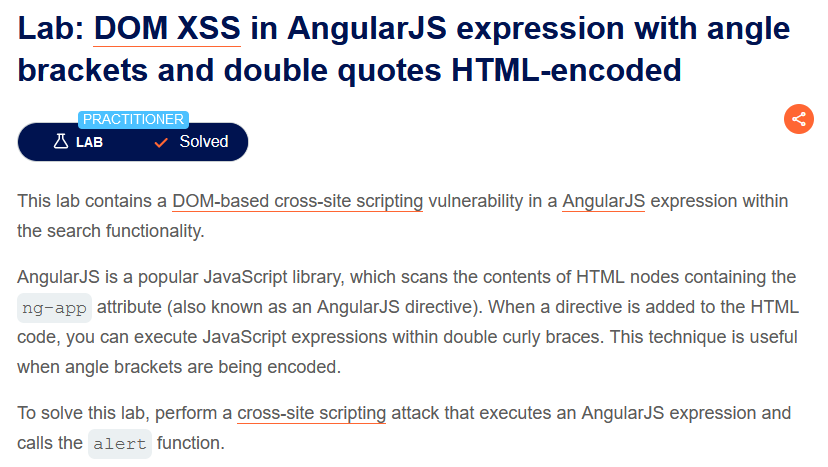 Lab: DOM XSS in AngularJS expression with angle
brackets and double quotes HTML-encoded
PRACTITIONER
LAB Solved
This lab contains a DOM-based cross-site scripting vulnerability in a AngularJS expression within
the search functionality.
AngularJS is a popular JavaScript library, which scans the contents of HTML nodes containing the
ng-app attribute (also known as an AngularJS directive). When a directive is added to the HTML
code, you can execute JavaScript expressions within double curly braces. This technique is useful
when angle brackets are being encoded.
To solve this lab, perform a cross-site scripting attack that executes an AngularJS expression and
calls the alert function.